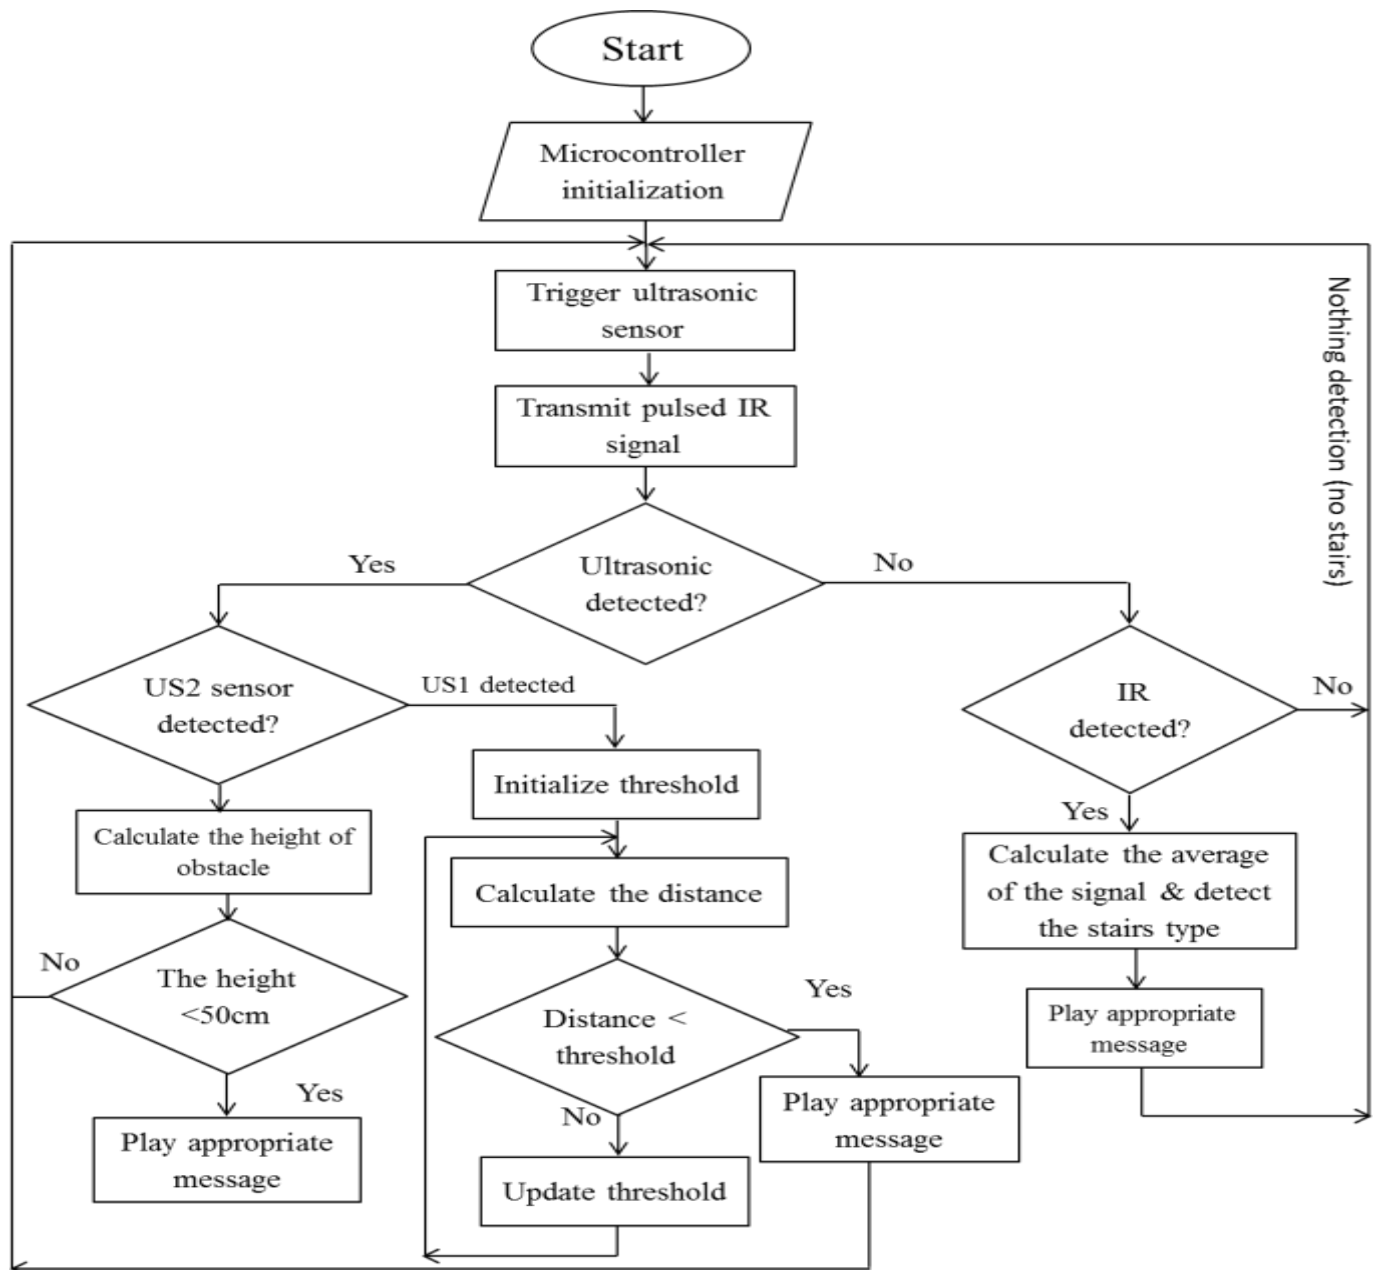 Start
Microcontroller
initialization
Trigger ultrasonic
sensor
Nothing detection (no stairs)
Transmit pulsed IR
signal
Yes
Ultrasonic
detected?
No
US2 sensor
detected?
US1 detected
IR
detected?
No
Initialize threshold
Yes
Calculate the height of
obstacle
Calculate the distance
Calculate the average
of the signal & detect
the stairs type
No
The height
<50cm
Yes
Distance <
threshold
Yes
Play appropriate
message
No
Play appropriate
message
Play appropriate
message
Update threshold